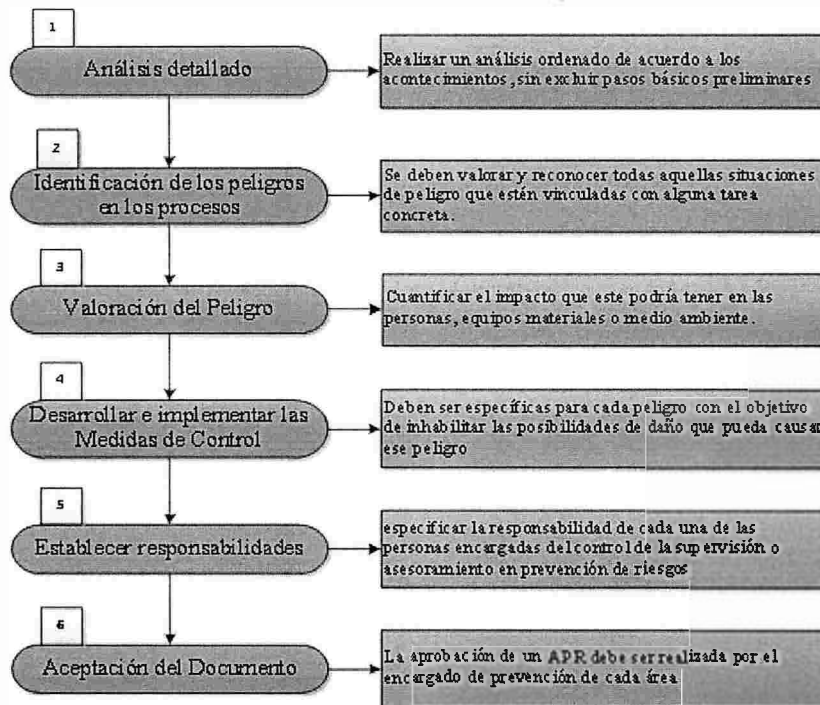 1
Análisis detallado
Realizar un análisis ordenado de acuerdo a los
acontecimientos, sin excluir pasos básicos preliminares
2
Identificación de los peligros
en los procesos
Se deben valorar y reconocer todas aquellas situaciones
de peligro que estén vinculadas con alguna tarea
concreta.
3
Valoración del Peligro
Cuantificar el impacto que este podría tener en las
personas, equipos materiales o medio ambiente.
4
Desarrollar e implementar las
Medidas de Control
Deben ser específicas para cada peligro con el objetivo
de inhabilitar las posibilidades de daño que pueda causar
ese peligro
5
Establecer responsabilidades
especificar la responsabilidad de cada una de las
personas encargadas del control de la supervisión o
asesoramiento en prevención de riesgos
6
Aceptación del Documento
La aprobación de un APR debe ser realizada por el
encargado de prevención de cada área